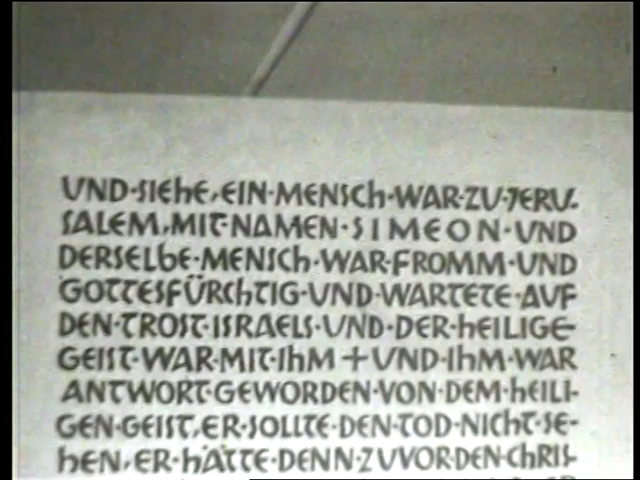 UND·SIEhE,EIN·MENSCh·WAR·ZU·JERU-
SALEM,MIT·NAMEN·SIMEON·UND
DERSELbE·MENSCh·WAR·FROMM·UND
GOTTESFÜRChTIG·UND·WARTETE·AUF
DEN·TROST·ISRAELS·UND·DER·hEILIGE
GEIST·WAR·MIT·IhM+UND·IhM·WAR
ANTWORT·GEWORDEN·VON·DEM·hEILI-
GEN·GEIST,ER·SOLLTE·DEN·TOD·NIChT·SE-
hEN,ER·hÄTTE·DENN·ZUVOR·DEN·ChRIS-